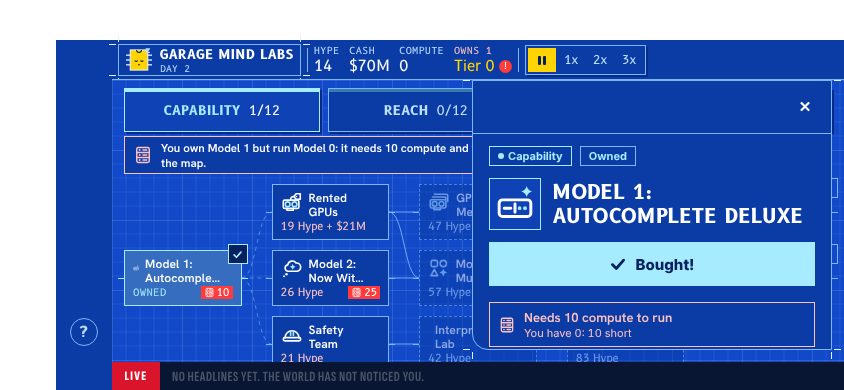 GARAGE MIND LABS
DAY 2
HYPE
14
CASH
$70M
COMPUTE
0
OWNS 1
Tier 0 !
1x 2x 3x
CAPABILITY 1/12
REACH 0/12
You own Model 1 but run Model 0: it needs 10 compute and
the map.
Model 1:
Autocomple...
OWNED 10
Rented
GPUs
19 Hype + $21M
Model 2:
Now Wit...
26 Hype 25
Safety
Team
21 Hype
GP
Me
47 Hype
Mo
Mu
57 Hype
Interp
Lab
42 Hype
83 Hype
×
Capability
Owned
MODEL 1:
AUTOCOMPLETE DELUXE
Bought!
Needs 10 compute to run
You have 0: 10 short
?
LIVE
NO HEADLINES YET. THE WORLD HAS NOT NOTICED YOU.